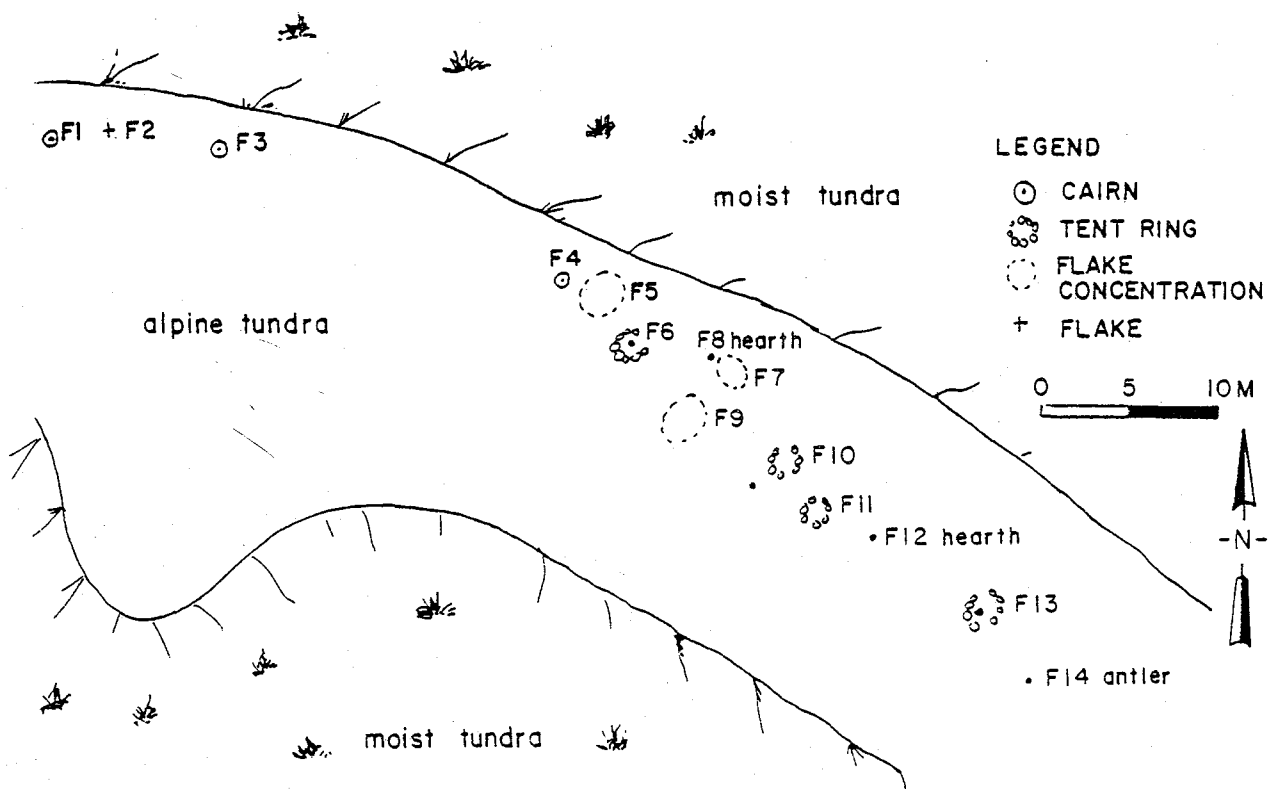 F1 + F2
F3
moist tundra
F4
F5
alpine tundra
F6
F8 hearth
F7
F9
F10
F11
F12 hearth
F13
F14 antler
moist tundra
LEGEND
CAIRN
TENT RING
FLAKE
CONCENTRATION
+ FLAKE
0 5 10 M
-N-